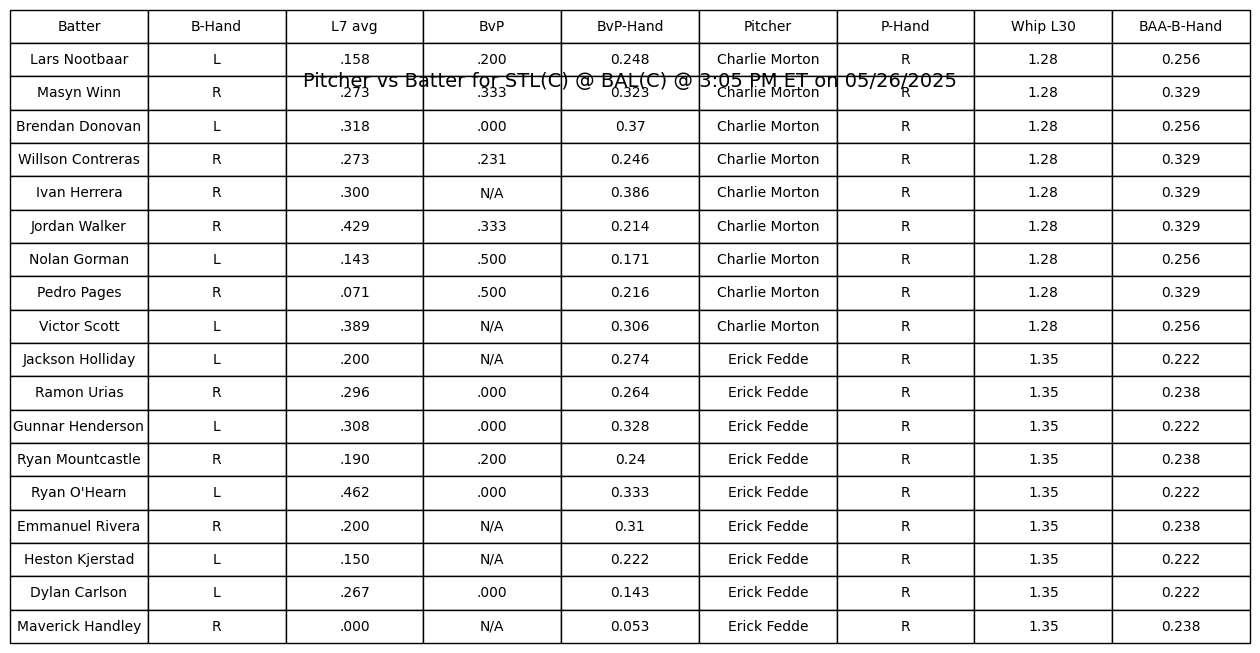 Batter B-Hand L7 avg BvP BvP-Hand Pitcher P-Hand Whip L30 BAA-B-Hand
Lars Nootbaar L .158 .200 0.248 Charlie Morton R 1.28 0.256
Pitcher vs Batter for STL(C) @ BAL(C) @ 3:05 PM ET on 05/26/2025
Masyn Winn R .273 .333 0.323 Charlie Morton R 1.28 0.329
Brendan Donovan L .318 .000 0.37 Charlie Morton R 1.28 0.256
Willson Contreras R .273 .231 0.246 Charlie Morton R 1.28 0.329
Ivan Herrera R .300 N/A 0.386 Charlie Morton R 1.28 0.329
Jordan Walker R .429 .333 0.214 Charlie Morton R 1.28 0.329
Nolan Gorman L .143 .500 0.171 Charlie Morton R 1.28 0.256
Pedro Pages R .071 .500 0.216 Charlie Morton R 1.28 0.329
Victor Scott L .389 N/A 0.306 Charlie Morton R 1.28 0.256
Jackson Holliday L .200 N/A 0.274 Erick Fedde R 1.35 0.222
Ramon Urias R .296 .000 0.264 Erick Fedde R 1.35 0.238
Gunnar Henderson L .308 .000 0.328 Erick Fedde R 1.35 0.222
Ryan Mountcastle R .190 .200 0.24 Erick Fedde R 1.35 0.238
Ryan O'Hearn L .462 .000 0.333 Erick Fedde R 1.35 0.222
Emmanuel Rivera R .200 N/A 0.31 Erick Fedde R 1.35 0.238
Heston Kjerstad L .150 N/A 0.222 Erick Fedde R 1.35 0.222
Dylan Carlson L .267 .000 0.143 Erick Fedde R 1.35 0.222
Maverick Handley R .000 N/A 0.053 Erick Fedde R 1.35 0.238